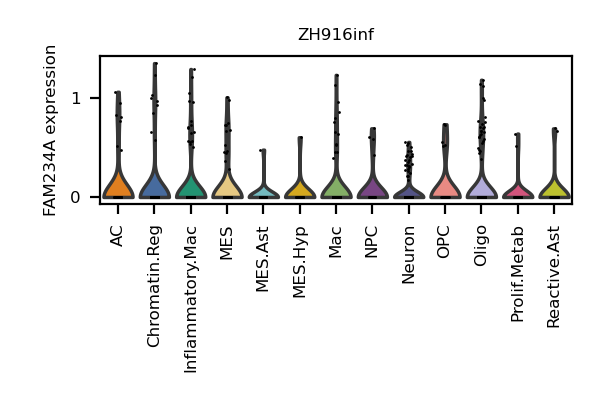 ZH916inf
FAM234A expression
1
0
AC
Chromatin.Reg
Inflammatory.Mac
MES
MES.Ast
MES.Hyp
Mac
NPC
Neuron
OPC
Oligo
Prolif.Metab
Reactive.Ast